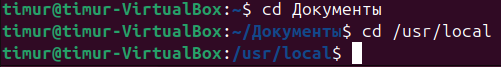 timur@timur-VirtualBox:~$ cd Документы
timur@timur-VirtualBox:~/Документы$ cd /usr/local
timur@timur-VirtualBox:/usr/local$